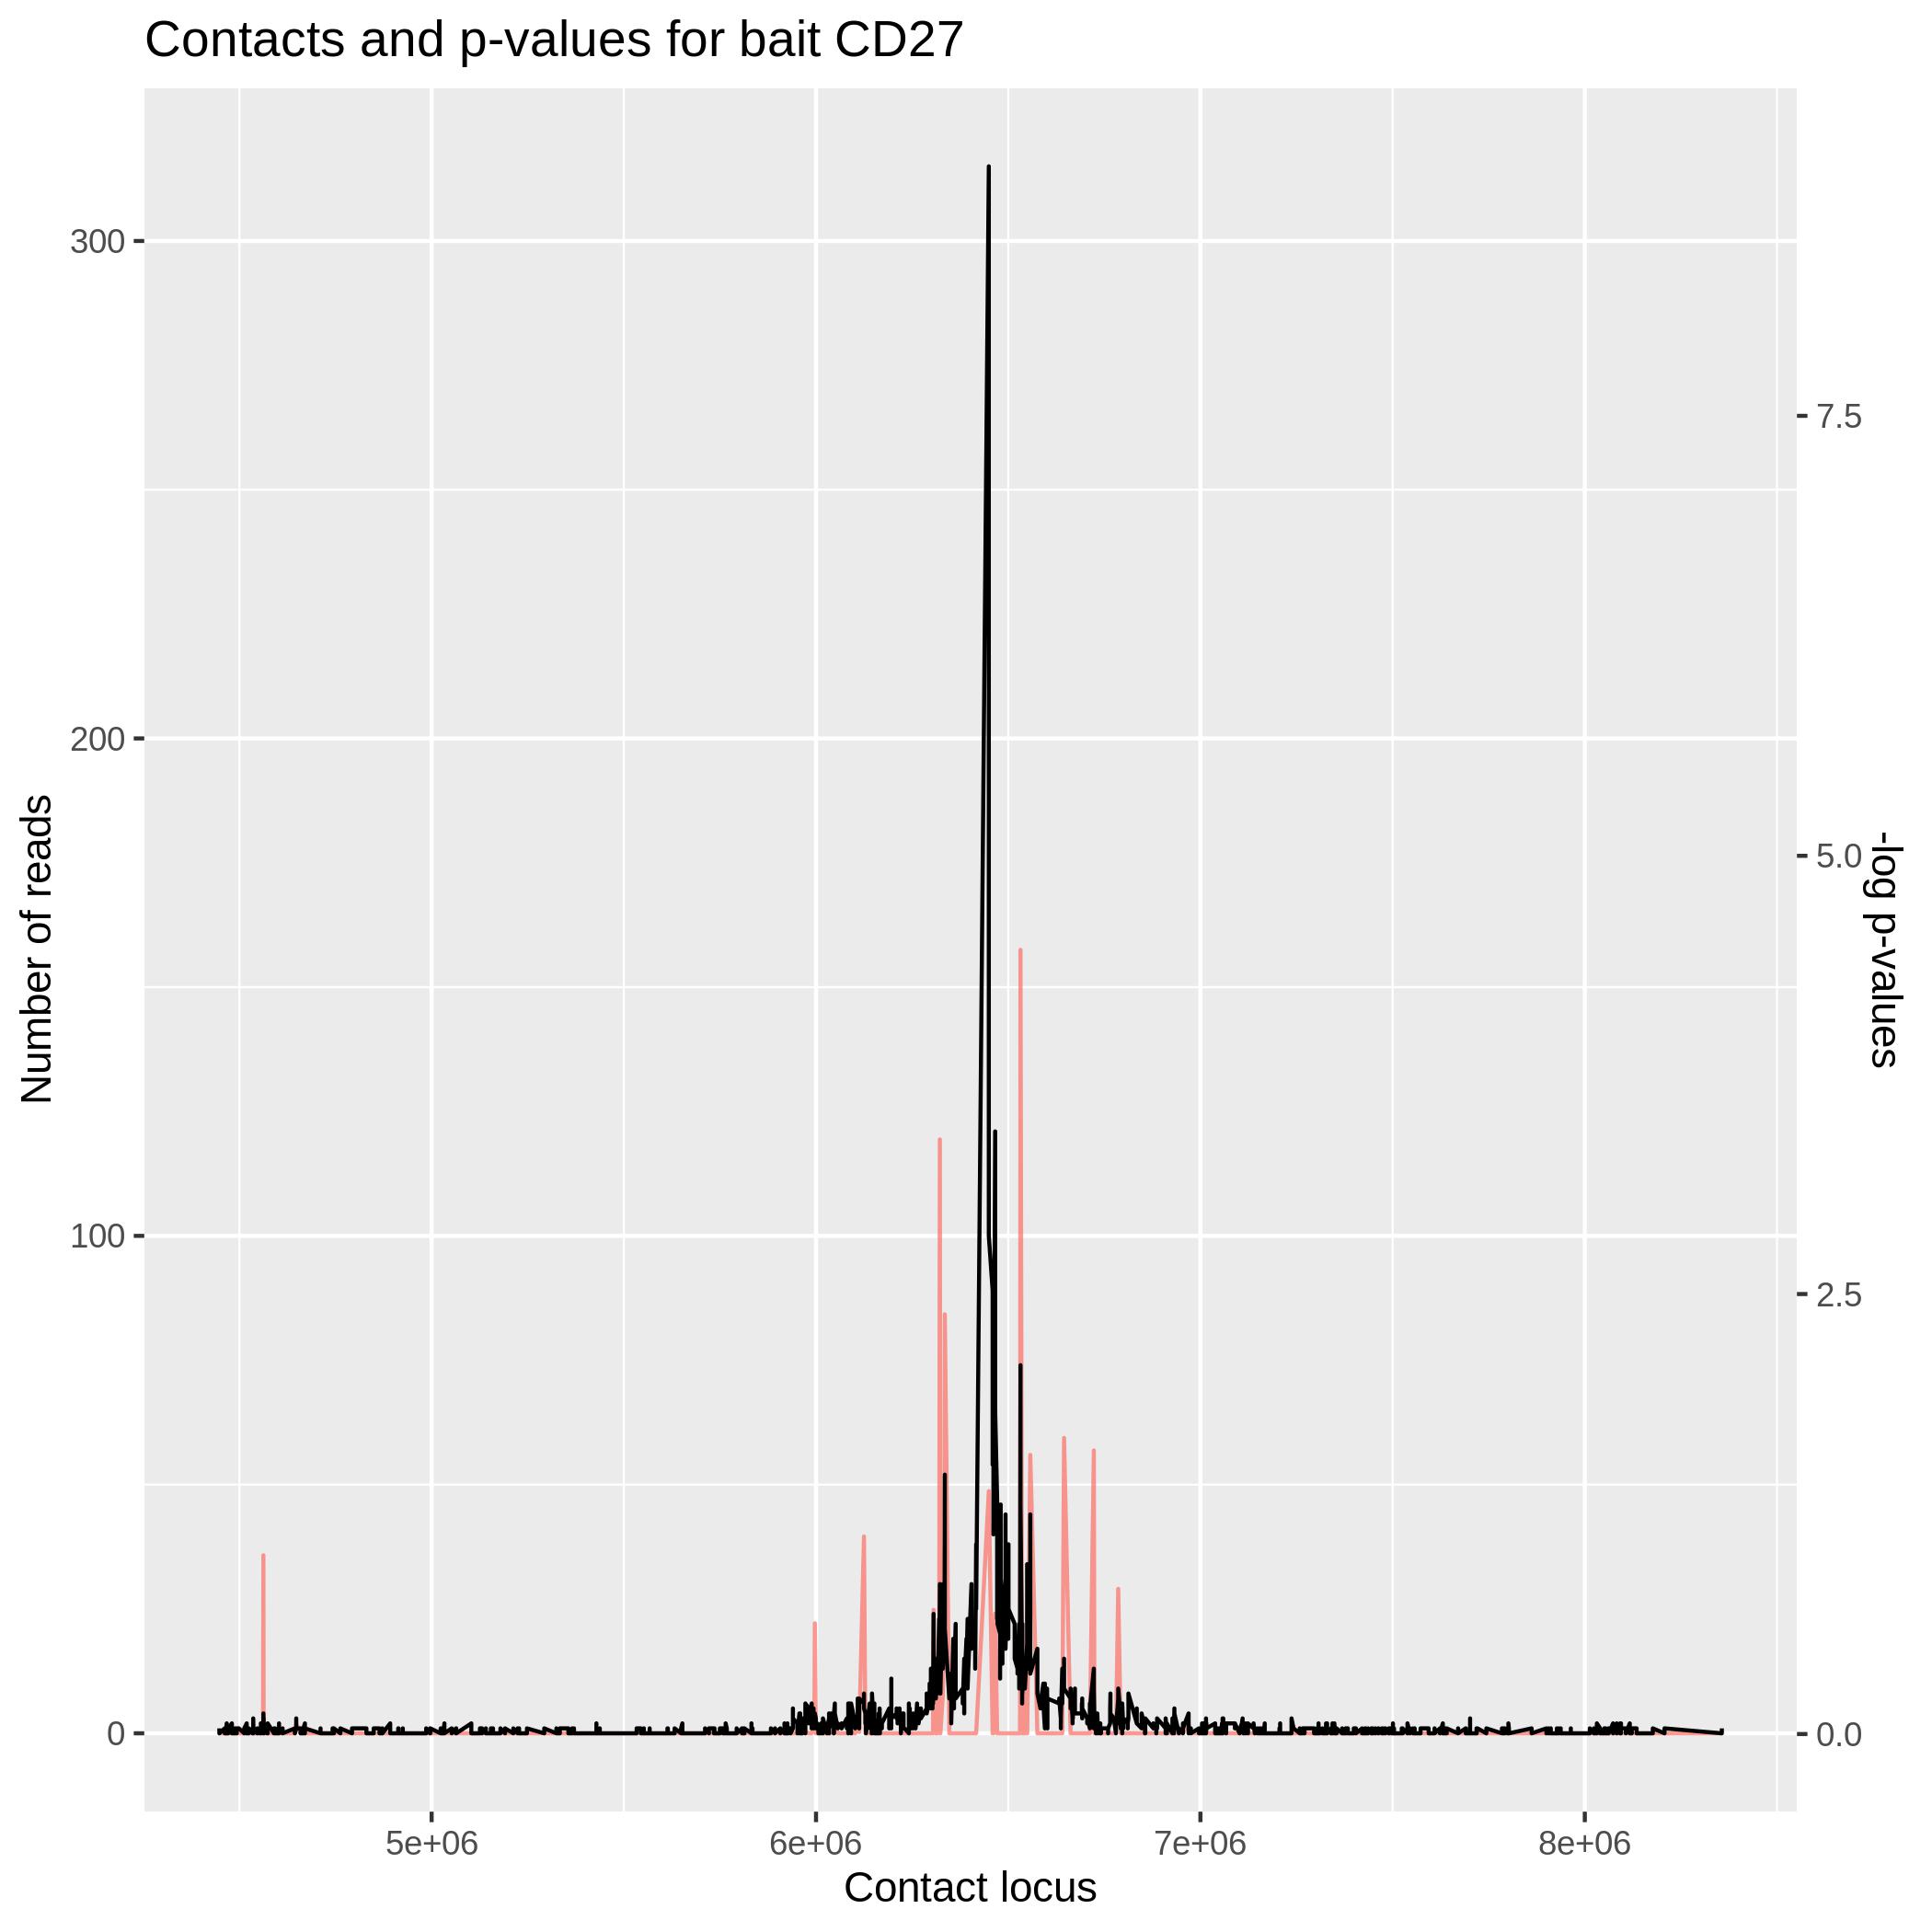 Contacts and p-values for bait CD27
Number of reads
300
200
100
0
7.5
5.0
2.5
0.0
-log p-values
5e+06
6e+06
7e+06
8e+06
Contact locus